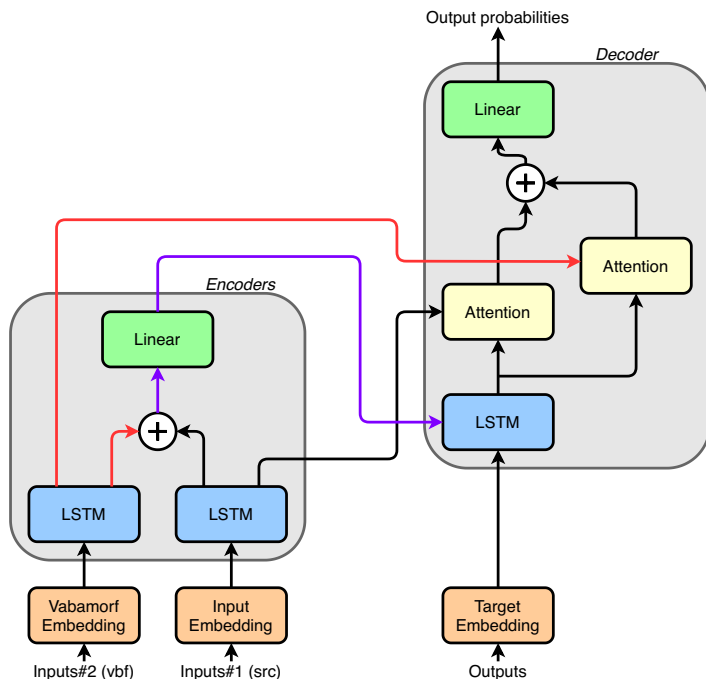 Output probabilities
Decoder
Linear
Attention
Attention
Encoders
Linear
LSTM
LSTM
LSTM
Vabamorf
Embedding
Input
Embedding
Target
Embedding
Inputs#2 (vbf)
Inputs#1 (src)
Outputs